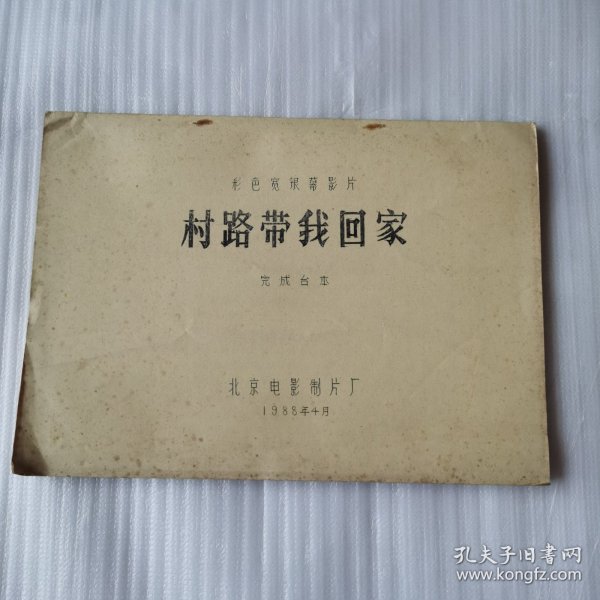 彩色宽银幕影片
村路带我回家
完成台本
北京电影制片厂
1988年4月
孔夫子旧书网
www.kongfz.com